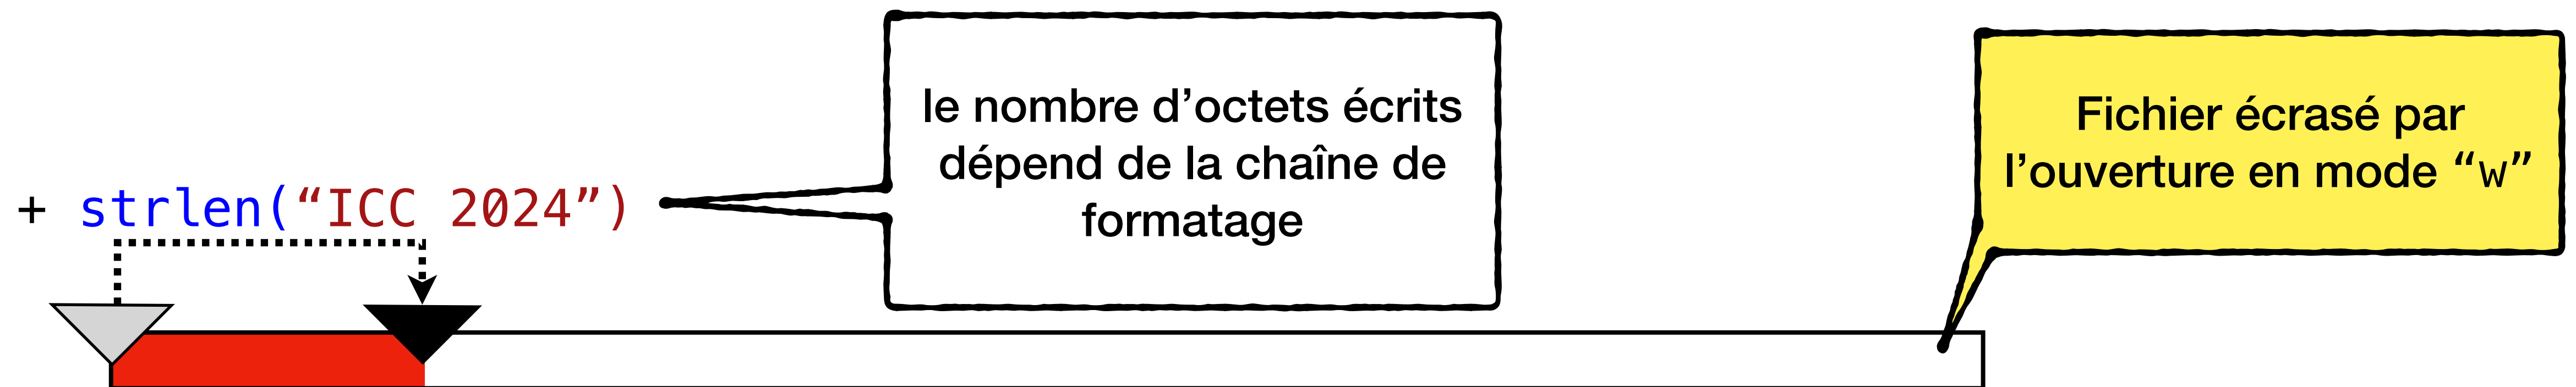 le nombre d’octets écrits
dépend de la chaîne de
formatage
Fichier écrasé par
l’ouverture en mode “w”
+ strlen(“ICC 2024”)